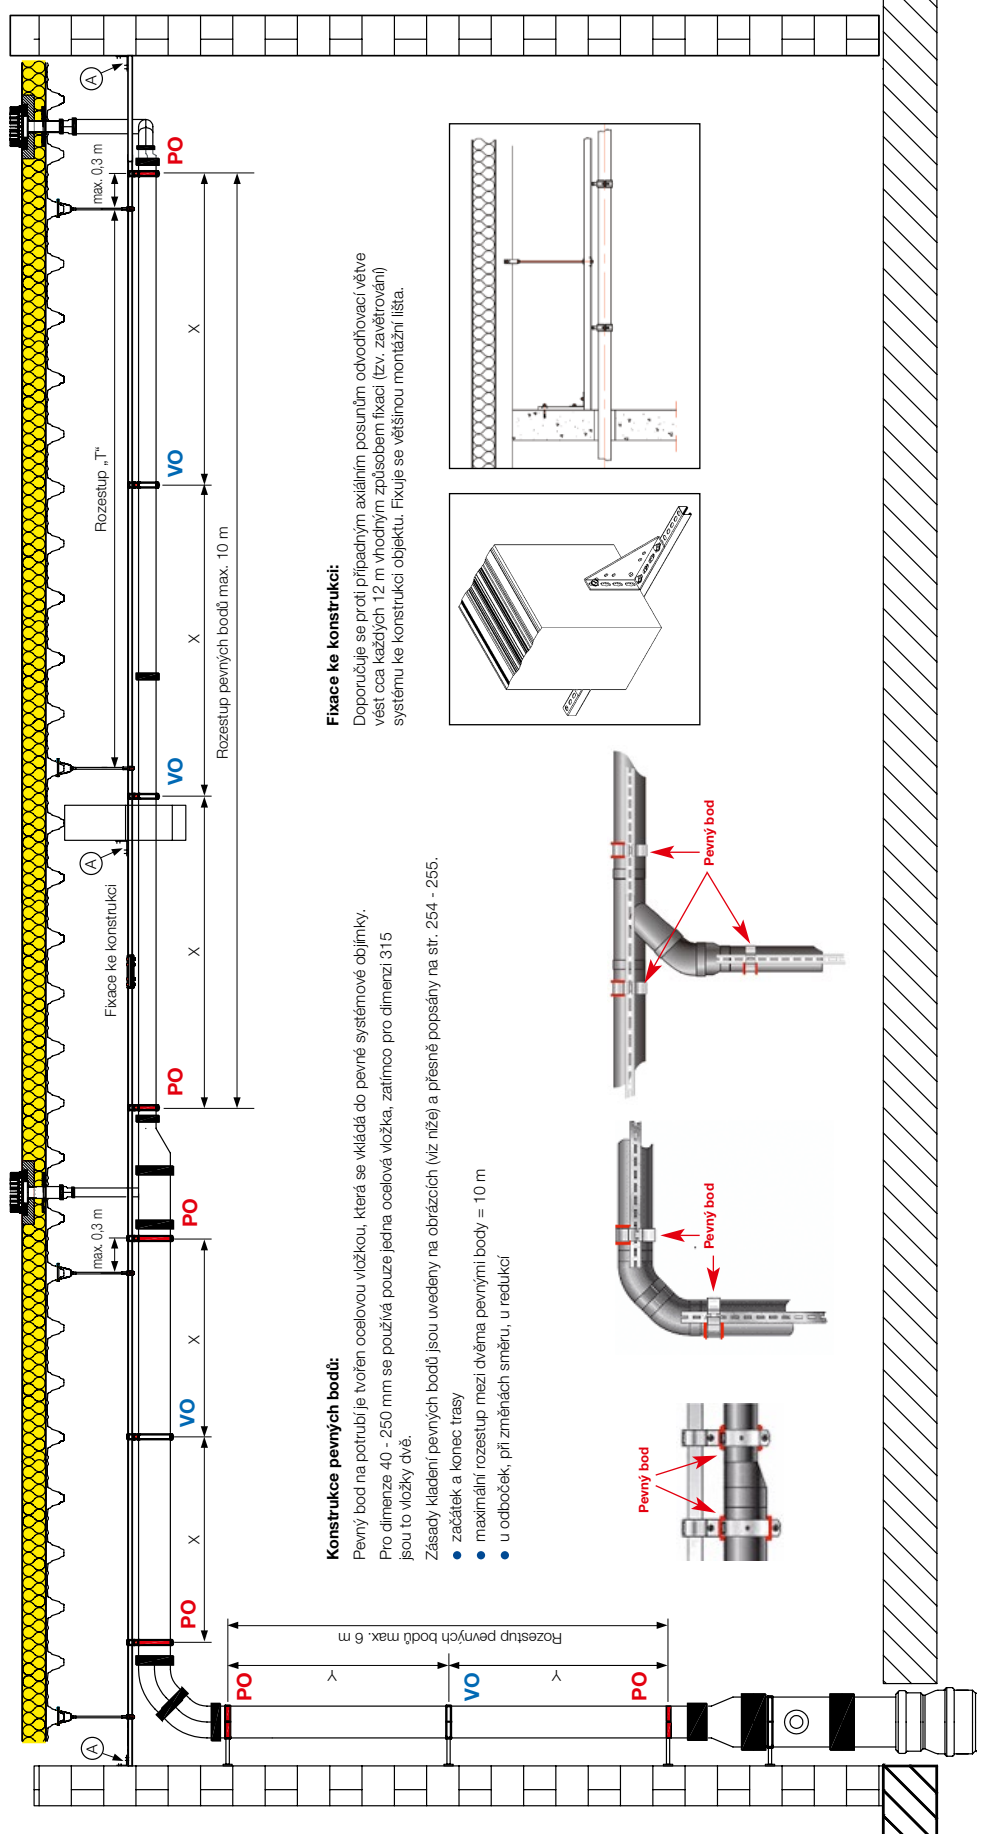 A
Fixace ke konstrukci
A
Rozestup „T“
A
max. 0,3 m
max. 0,3 m
PO
X
VO
X
PO
PO
X
VO
X
VO
X
PO
Rozestup pevných bodů max. 10 m
PO
Y
VO
Y
PO
Rozestup pevných bodů max. 6 m
Konstrukce pevných bodů:
Pevný bod na potrubí je tvořen ocelovou vložkou, která se vkládá do pevné systémové objímky.
Pro dimenze 40 - 250 mm se používá pouze jedna ocelová vložka, zatímco pro dimenzi 315
jsou to vložky dvě.
Zásady kladení pevných bodů jsou uvedeny na obrázcích (viz níže) a přesně popsány na str. 254 - 255.
● začátek a konec trasy
● maximální rozestup mezi dvěma pevnými body = 10 m
● u odboček, při změnách směru, u redukcí
Fixace ke konstrukci:
Doporučuje se proti případným axiálním posunům odvodňovací větve
vést cca každých 12 m vhodným způsobem fixaci (tzv. zavětrování)
systému ke konstrukci objektu. Fixuje se většinou montážní lišta.
Pevný bod
Pevný bod
Pevný bod